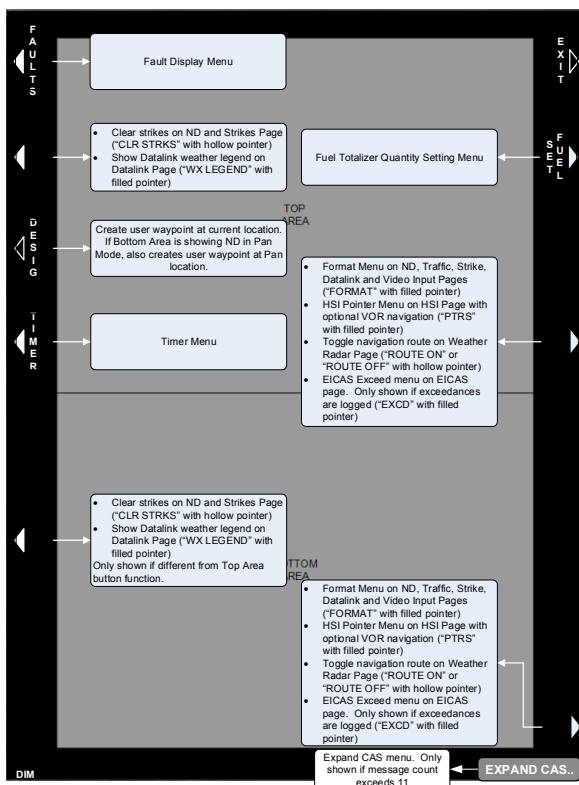 FAULTS
EXIT
Fault Display Menu
• Clear strikes on ND and Strikes Page
("CLR STRKS" with hollow pointer)
• Show Datalink weather legend on
Datalink Page ("WX LEGEND" with
filled pointer)
Fuel Totalizer Quantity Setting Menu
SET FUEL
TOP
AREA
DESIG
Create user waypoint at current location.
If Bottom Area is showing ND in Pan
Mode, also creates user waypoint at Pan
location.
• Format Menu on ND, Traffic, Strike,
Datalink and Video Input Pages
("FORMAT" with filled pointer)
• HSI Pointer Menu on HSI Page with
optional VOR navigation ("PTRS"
with filled pointer)
• Toggle navigation route on Weather
Radar Page ("ROUTE ON" or
"ROUTE OFF" with hollow pointer)
• EICAS Exceed menu on EICAS
page. Only shown if exceedances
are logged ("EXCD" with filled
pointer)
TIMER
Timer Menu
• Clear strikes on ND and Strikes Page
("CLR STRKS" with hollow pointer)
• Show Datalink weather legend on
Datalink Page ("WX LEGEND" with
filled pointer)
Only shown if different from Top Area
button function.
TTOM
REA
• Format Menu on ND, Traffic, Strike,
Datalink and Video Input Pages
("FORMAT" with filled pointer)
• HSI Pointer Menu on HSI Page with
optional VOR navigation ("PTRS"
with filled pointer)
• Toggle navigation route on Weather
Radar Page ("ROUTE ON" or
"ROUTE OFF" with hollow pointer)
• EICAS Exceed menu on EICAS
page. Only shown if exceedances
are logged ("EXCD" with filled
pointer)
Expand CAS menu. Only
shown if message count
exceeds 11
EXPAND CAS..
DIM